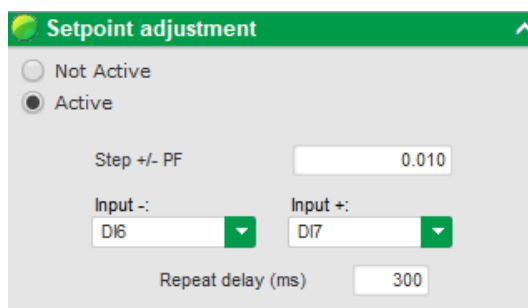 Setpoint adjustment
Not Active
Active
Step +/- PF 0.010
Input -: Input +:
DI6 DI7
Repeat delay (ms) 300